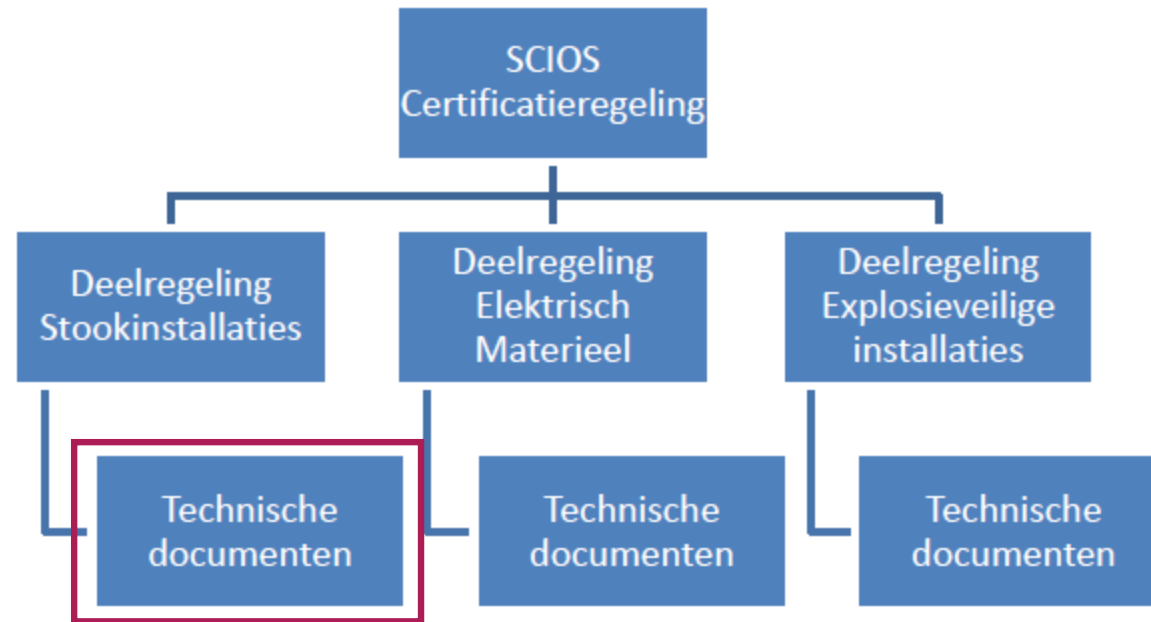 SCIOS
Certificatieregeling
Deelregeling
Stookinstallaties
Deelregeling
Elektrisch
Materieel
Deelregeling
Explosieveilige
installaties
Technische
documenten
Technische
documenten
Technische
documenten